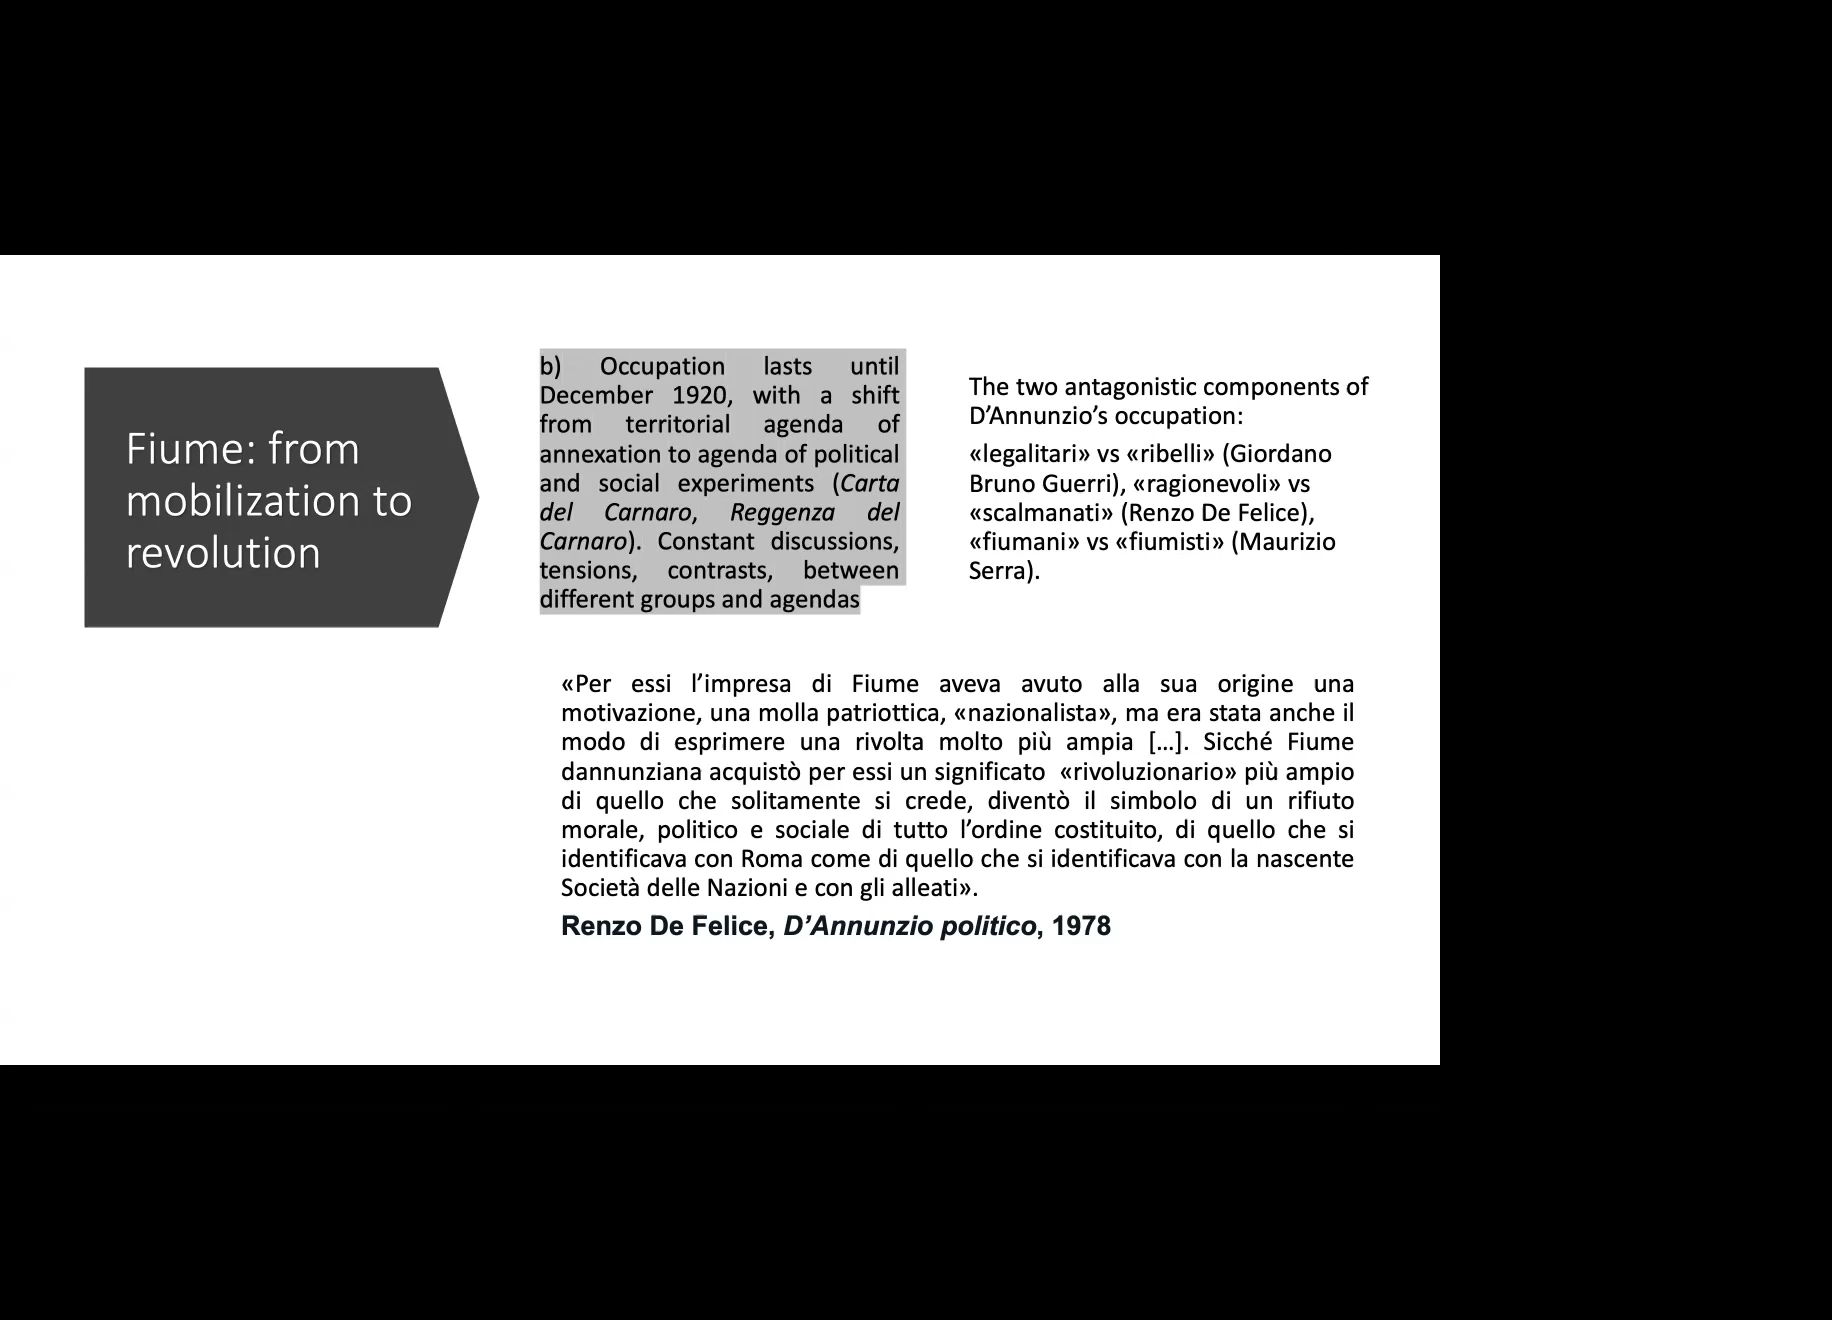 Fiume: from
mobilization to
revolution
b) Occupation lasts until
December 1920, with a shift
from territorial agenda of
annexation to agenda of political
and social experiments (Carta
del Carnaro, Reggenza del
Carnaro). Constant discussions,
tensions, contrasts, between
different groups and agendas
The two antagonistic components of
D’Annunzio’s occupation:
«legalitari» vs «ribelli» (Giordano
Bruno Guerri), «ragionevoli» vs
«scalmanati» (Renzo De Felice),
«fiumani» vs «fiumisti» (Maurizio
Serra).
«Per essi l’impresa di Fiume aveva avuto alla sua origine una
motivazione, una molla patriottica, «nazionalista», ma era stata anche il
modo di esprimere una rivolta molto più ampia [...]. Sicché Fiume
dannunziana acquistò per essi un significato «rivoluzionario» più ampio
di quello che solitamente si crede, diventò il simbolo di un rifiuto
morale, politico e sociale di tutto l’ordine costituito, di quello che si
identificava con Roma come di quello che si identificava con la nascente
Società delle Nazioni e con gli alleati».
Renzo De Felice, D’Annunzio politico, 1978